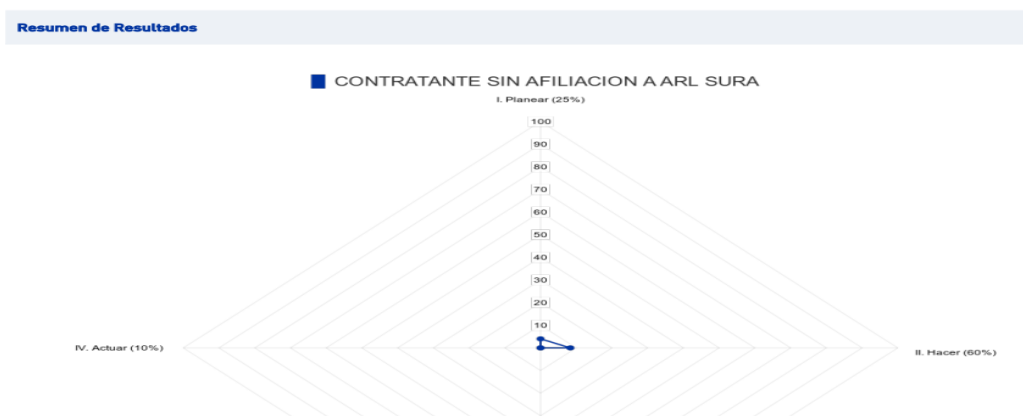 Resumen de Resultados
CONTRATANTE SIN AFILIACION A ARL SURA
I. Planear (25%)
100
90
80
70
60
50
40
30
20
10
IV. Actuar (10%)
II. Hacer (60%)